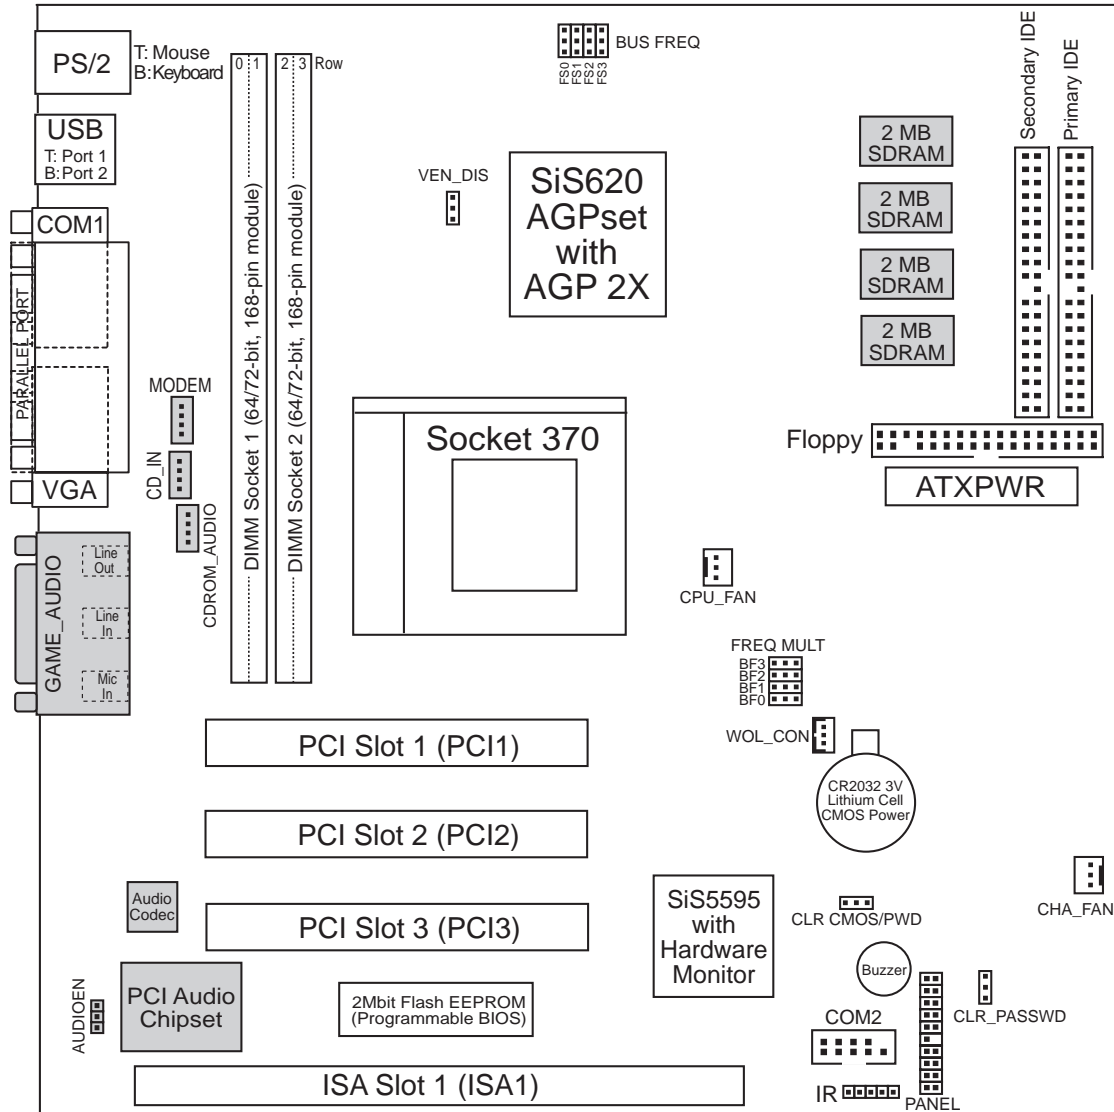 PS/2
T: Mouse
B:Keyboard
USB
T: Port 1
B:Port 2
COM1
PARALLEL PORT
VGA
GAME_AUDIO
Line
Out
Line
In
Mic
In
MODEM
CD_IN
CDROM_AUDIO
0 1
2 3 Row
DIMM Socket 1 (64/72-bit, 168-pin module)
DIMM Socket 2 (64/72-bit, 168-pin module)
BUS FREQ
FS0
FS1
FS2
FS3
VEN_DIS
SiS620
AGPset
with
AGP 2X
2 MB
SDRAM
2 MB
SDRAM
2 MB
SDRAM
2 MB
SDRAM
Secondary IDE
Primary IDE
Socket 370
Floppy
ATXPWR
CPU_FAN
FREQ MULT
BF3
BF2
BF1
BF0
WOL_CON
CR2032 3V
Lithium Cell
CMOS Power
PCI Slot 1 (PCI1)
PCI Slot 2 (PCI2)
PCI Slot 3 (PCI3)
Audio
Codec
SiS5595
with
Hardware
Monitor
CLR CMOS/PWD
CHA_FAN
Buzzer
CLR_PASSWD
AUDIOEN
PCI Audio
Chipset
2Mbit Flash EEPROM
(Programmable BIOS)
COM2
ISA Slot 1 (ISA1)
IR
PANEL